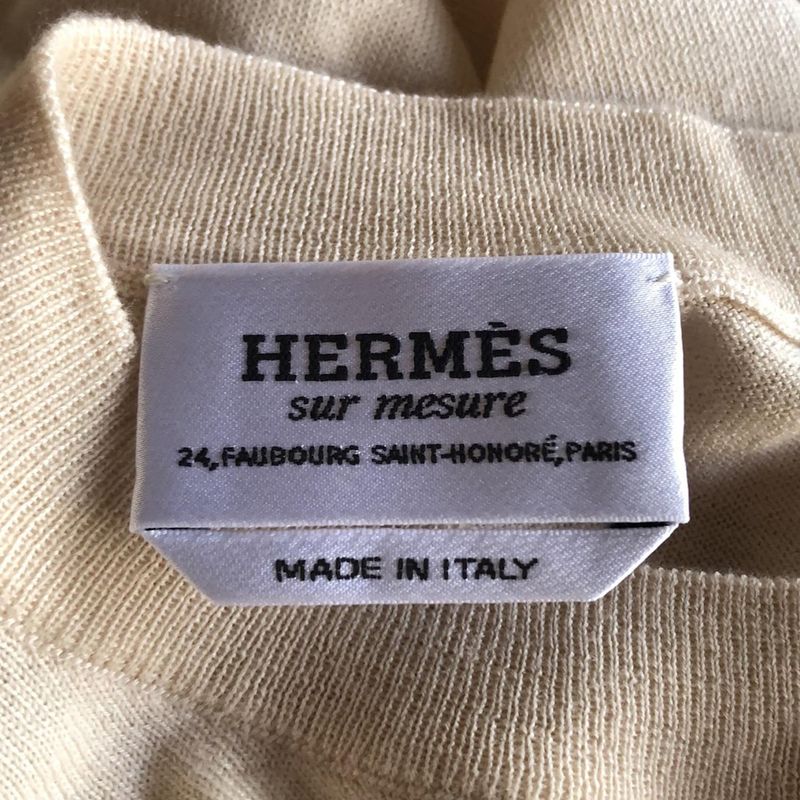 HERMÈS
sur mesure
24, FAUBOURG SAINT-HONORÉ, PARIS
MADE IN ITALY